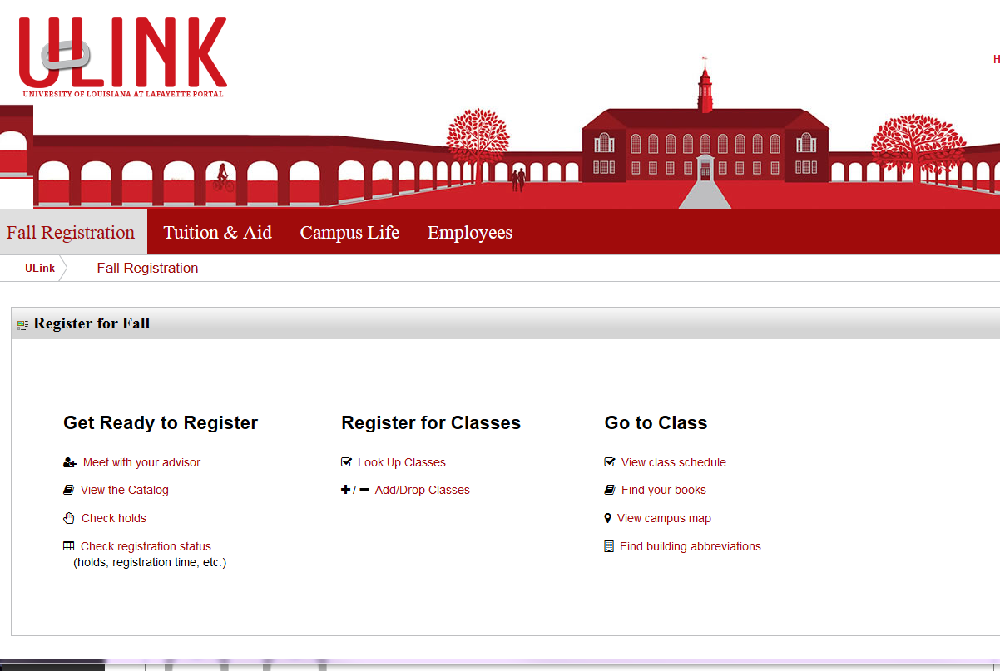 ULINK
UNIVERSITY OF LOUISIANA AT LAFAYETTE PORTAL
Fall Registration
Tuition & Aid
Campus Life
Employees
ULink
Fall Registration
Register for Fall
Get Ready to Register
Meet with your advisor
View the Catalog
Check holds
Check registration status
(holds, registration time, etc.)
Register for Classes
Look Up Classes
+ / − Add/Drop Classes
Go to Class
View class schedule
Find your books
View campus map
Find building abbreviations